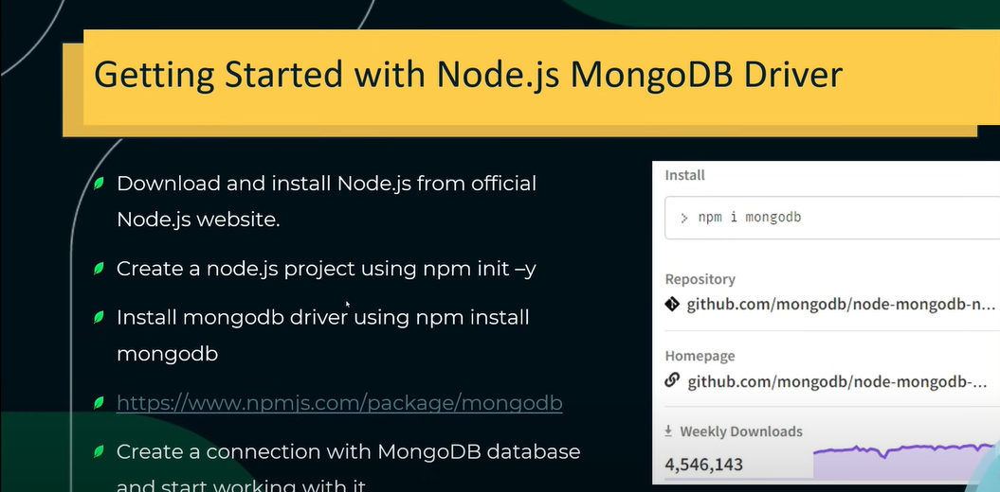 Getting Started with Node.js MongoDB Driver
Download and install Node.js from official
Node.js website.
Create a node.js project using npm init –y
Install mongodb driver using npm install
mongodb
https://www.npmjs.com/package/mongodb
Create a connection with MongoDB database
and start working with it
Install
> npm i mongodb
Repository
github.com/mongodb/node-mongodb-n...
Homepage
github.com/mongodb/node-mongodb-...
Weekly Downloads
4,546,143